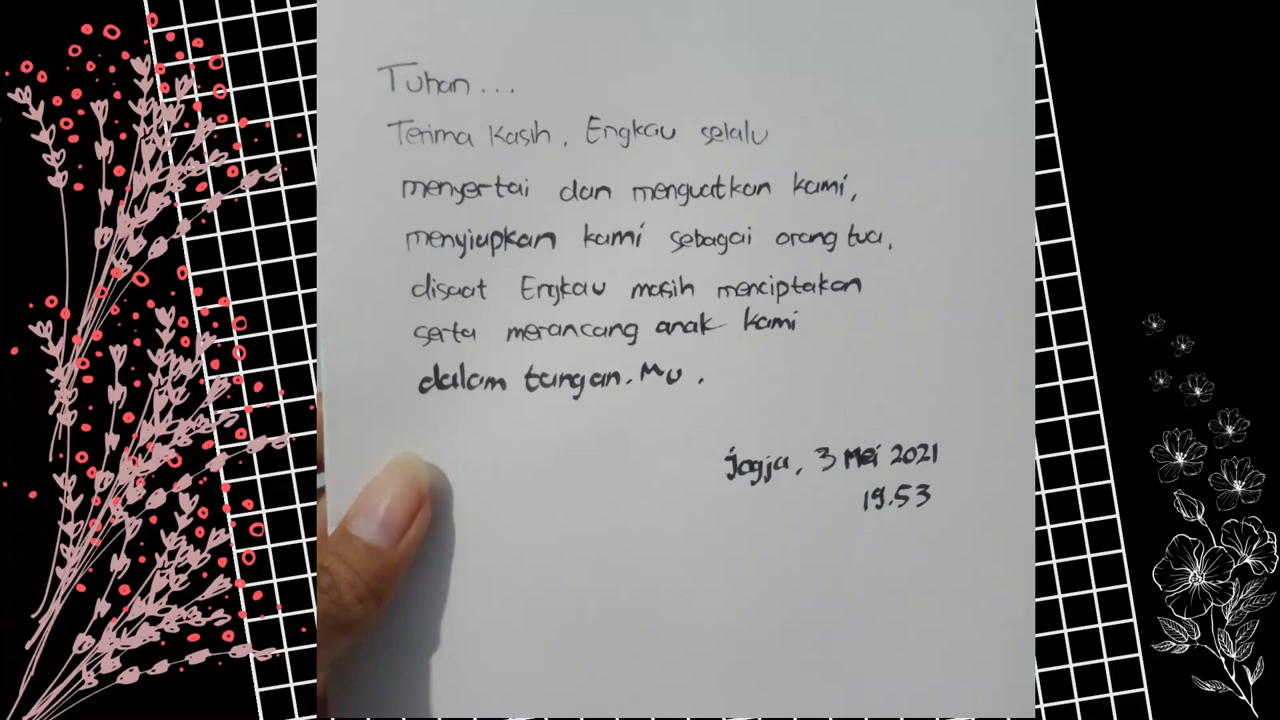 Tuhan...
Terima Kasih, Engkau selalu
menyertai dan menguatkan kami,
menyiapkan kami sebagai orang tua,
disaat Engkau masih menciptakan
serta merancang anak kami
dalam tangan.Mu.
Jogja, 3 Mei 2021
19.53